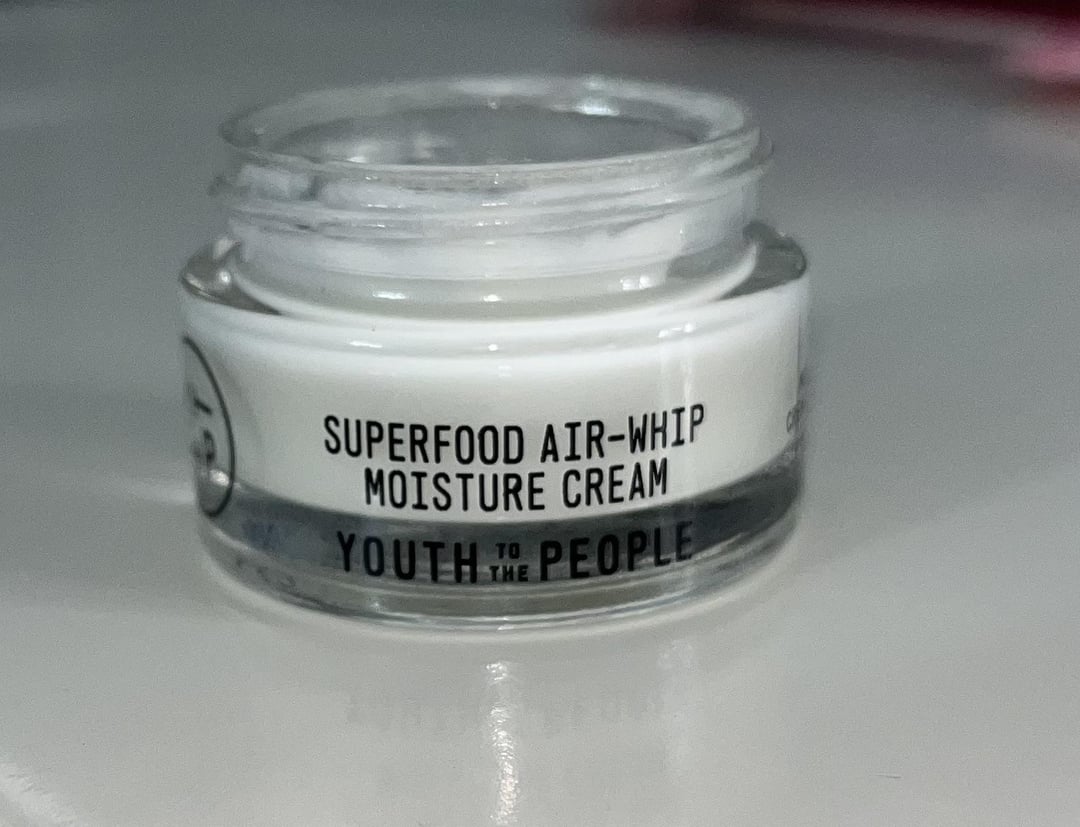 SUPERFOOD AIR-WHIP
MOISTURE CREAM
YOUTH TO THE PEOPLE